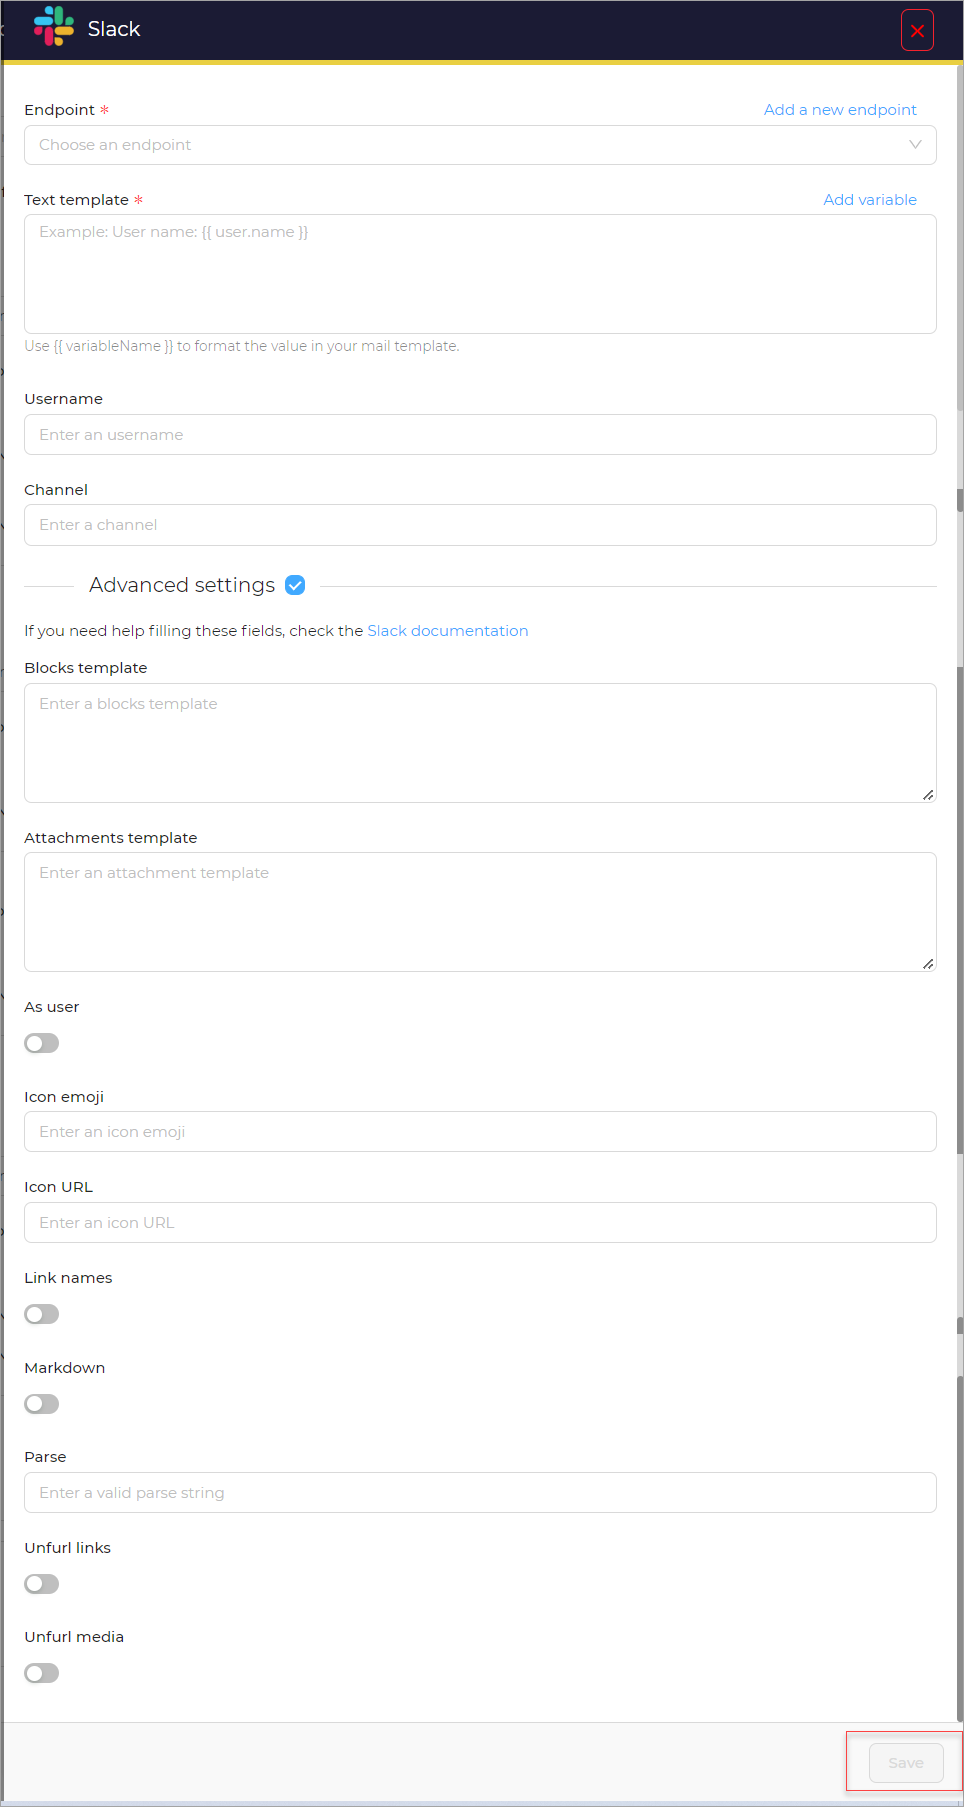 Slack
Endpoint *
Add a new endpoint
Choose an endpoint
Text template *
Add variable
Example: User name: {{ user.name }}
Use {{ variableName }} to format the value in your mail template.
Username
Enter an username
Channel
Enter a channel
Advanced settings
If you need help filling these fields, check the Slack documentation
Blocks template
Enter a blocks template
Attachments template
Enter an attachment template
As user
Icon emoji
Enter an icon emoji
Icon URL
Enter an icon URL
Link names
Markdown
Parse
Enter a valid parse string
Unfurl links
Unfurl media
Save